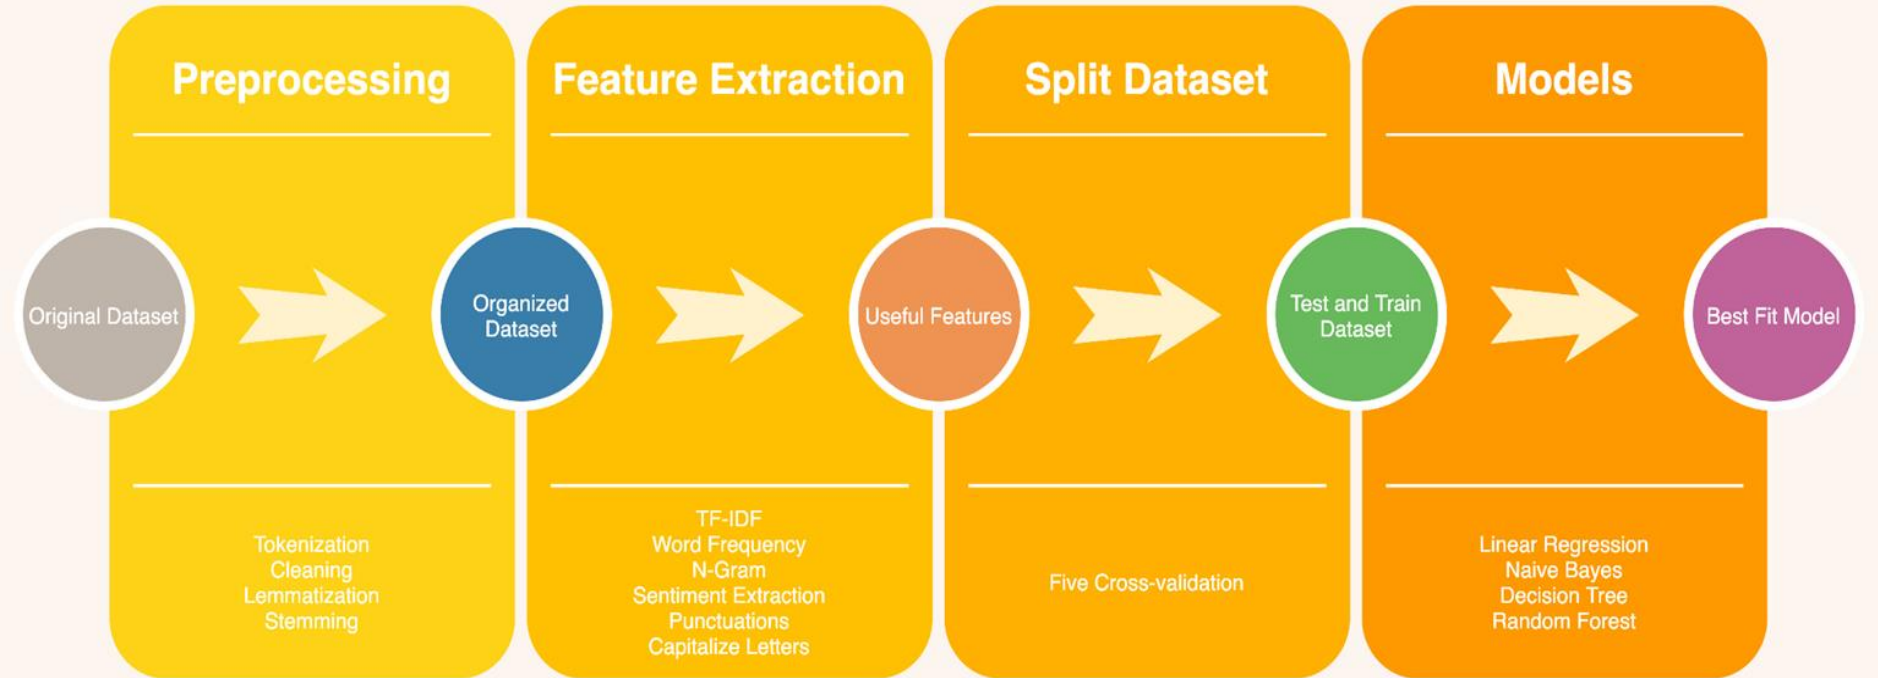 Preprocessing
Feature Extraction
Split Dataset
Models
Original Dataset
Organized
Dataset
Useful Features
Test and Train
Dataset
Best Fit Model
Tokenization
Cleaning
Lemmatization
Stemming
TF-IDF
Word Frequency
N-Gram
Sentiment Extraction
Punctuations
Capitalize Letters
Five Cross-validation
Linear Regression
Naive Bayes
Decision Tree
Random Forest